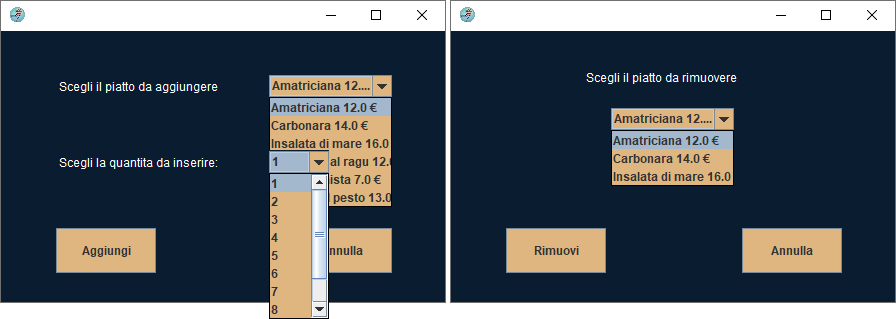 Scegli il piatto da aggiungere
Amatriciana 12....
Amatriciana 12.0 €
Carbonara 14.0 €
Insalata di mare 16.0
al ragu 12.0
7.0 €
pesto 13.0
Scegli la quantita da inserire:
1
1
2
3
4
5
6
7
8
Aggiungi
Scegli il piatto da rimuovere
Amatriciana 12....
Amatriciana 12.0 €
Carbonara 14.0 €
Insalata di mare 16.0
Rimuovi
Annulla